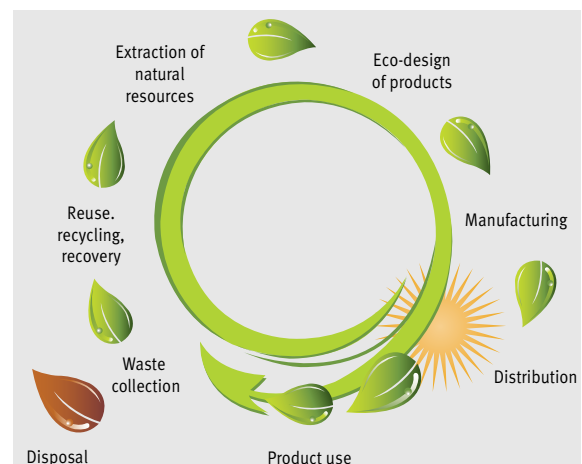 Extraction of
natural
resources
Eco-design
of products
Manufacturing
Distribution
Product use
Waste
collection
Disposal
Reuse.
recycling,
recovery